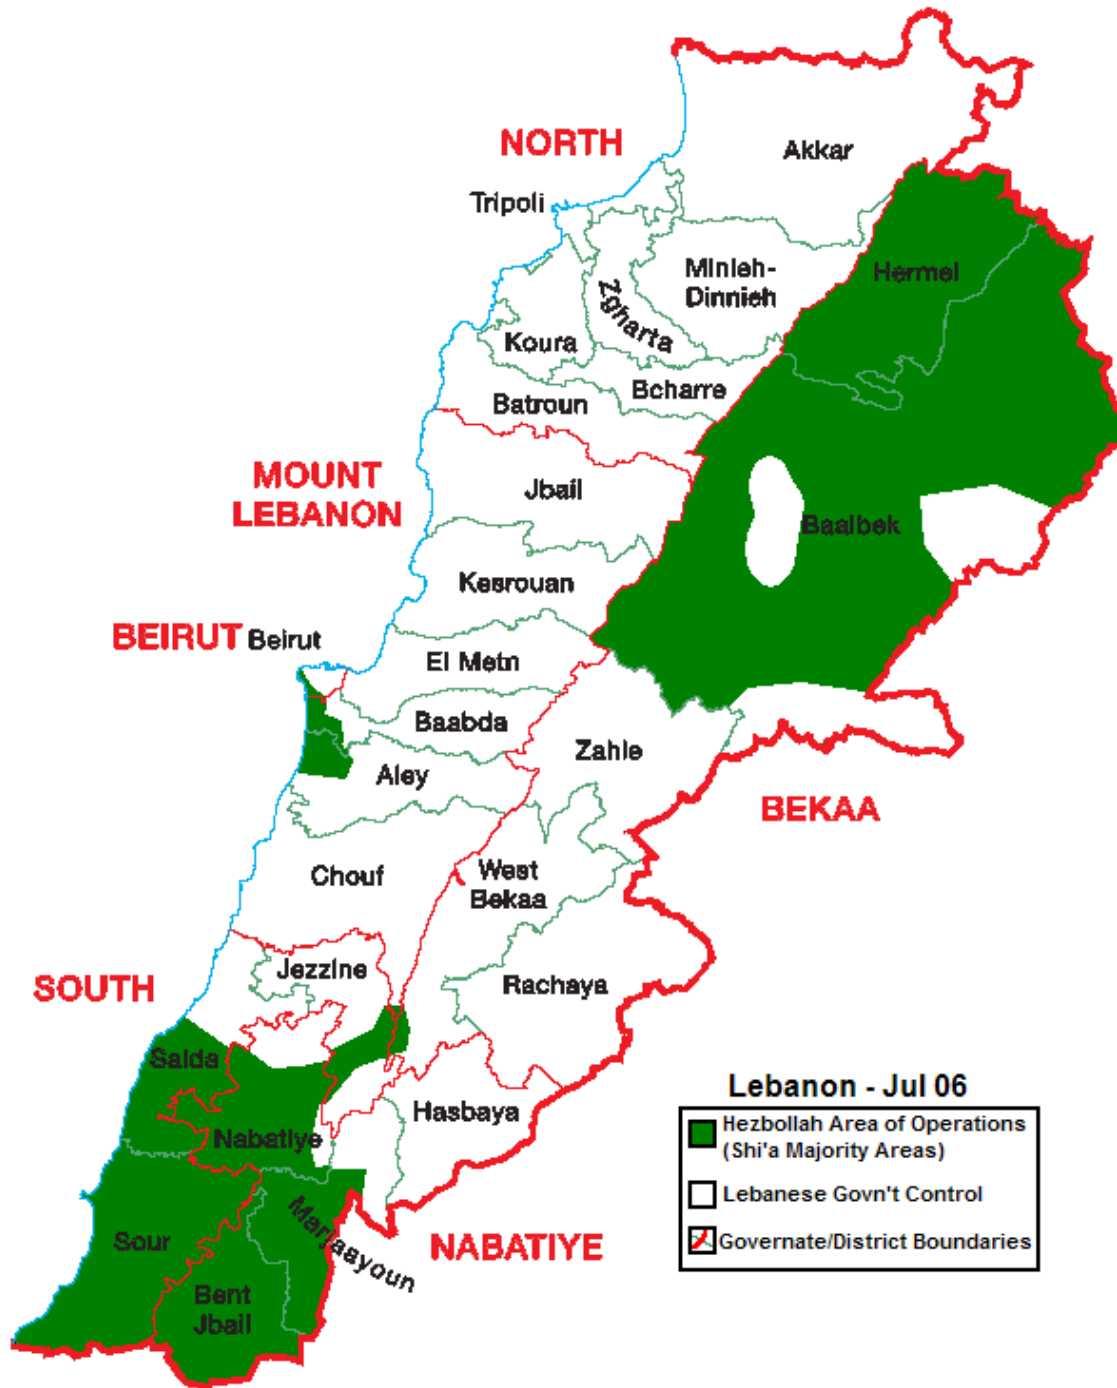 NORTH
Akkar
Tripoli
Minieh-
Dinnieh
Hermel
Zgharta
Koura
Bcharre
Batroun
MOUNT
LEBANON
Jbail
Baalbek
Kesrouan
BEIRUT
Beirut
El Metn
Baabda
Zahle
Aley
BEKAA
Chouf
West
Bekaa
Jezzine
Rachaya
SOUTH
Saida
Hasbaya
Nabatiye
Marjaayoun
Sour
NABATIYE
Bent
Jbail
Lebanon - Jul 06
Hezbollah Area of Operations
(Shi'a Majority Areas)
Lebanese Govn't Control
Governate/District Boundaries